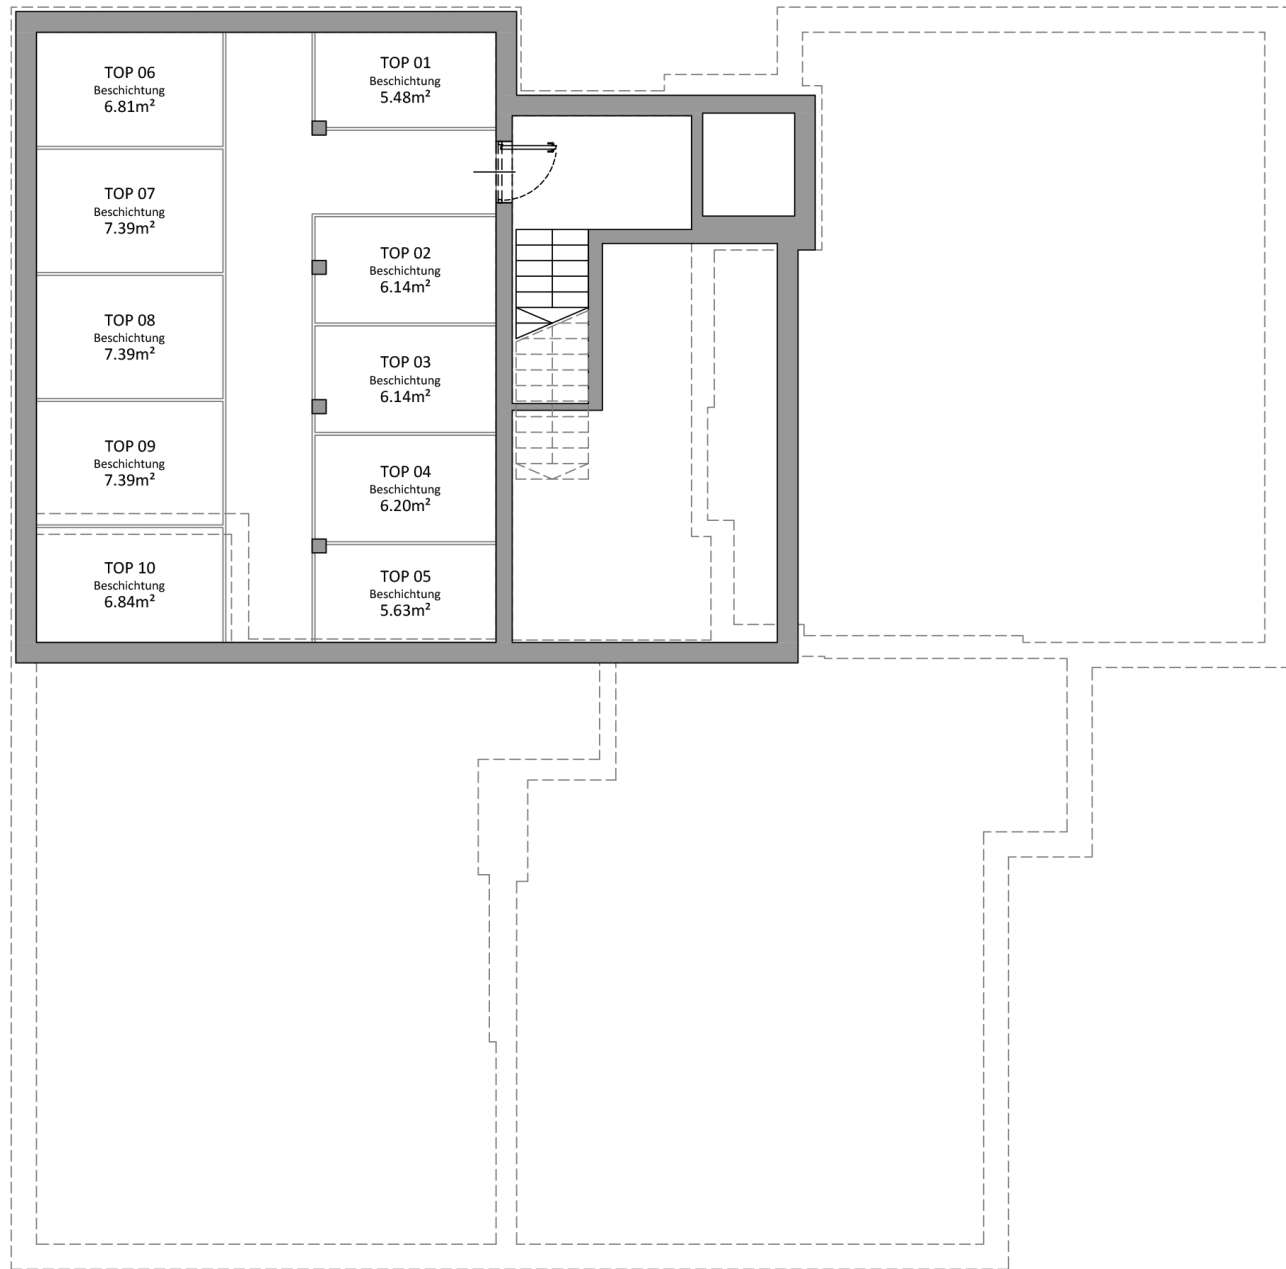 TOP 06
Beschichtung
6.81m²
TOP 01
Beschichtung
5.48m²
TOP 07
Beschichtung
7.39m²
TOP 02
Beschichtung
6.14m²
TOP 08
Beschichtung
7.39m²
TOP 03
Beschichtung
6.14m²
TOP 09
Beschichtung
7.39m²
TOP 04
Beschichtung
6.20m²
TOP 10
Beschichtung
6.84m²
TOP 05
Beschichtung
5.63m²